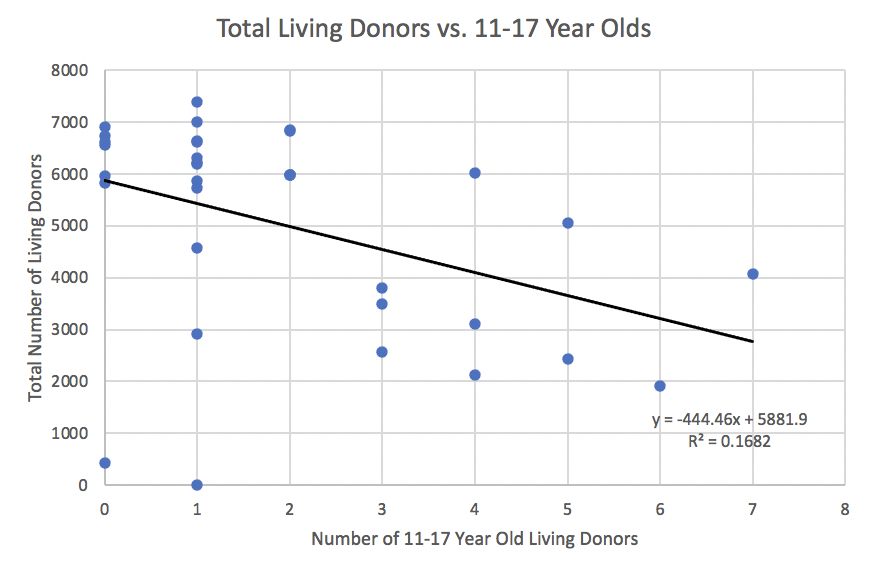 Total Living Donors vs. 11-17 Year Olds
Total Number of Living Donors
8000
7000
6000
5000
4000
3000
2000
1000
0
y = -444.46x + 5881.9
R² = 0.1682
0 1 2 3 4 5 6 7 8
Number of 11-17 Year Old Living Donors